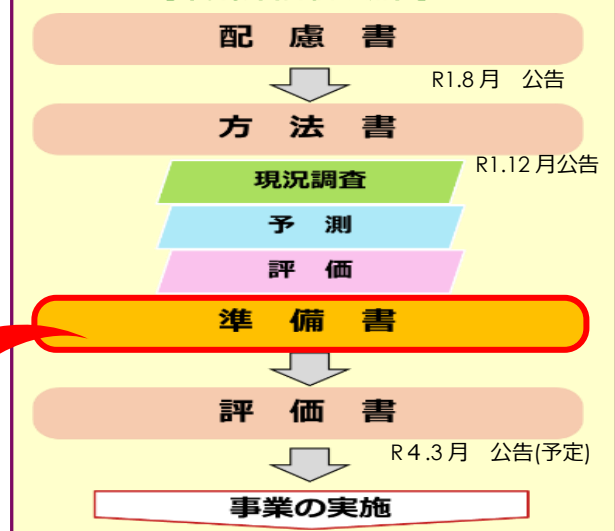 配 慮 書
R1.8月 公告
方 法 書
R1.12月公告
現況調査
予 測
評 価
準 備 書
評 価 書
R４.3月 公告(予定)
事業の実施